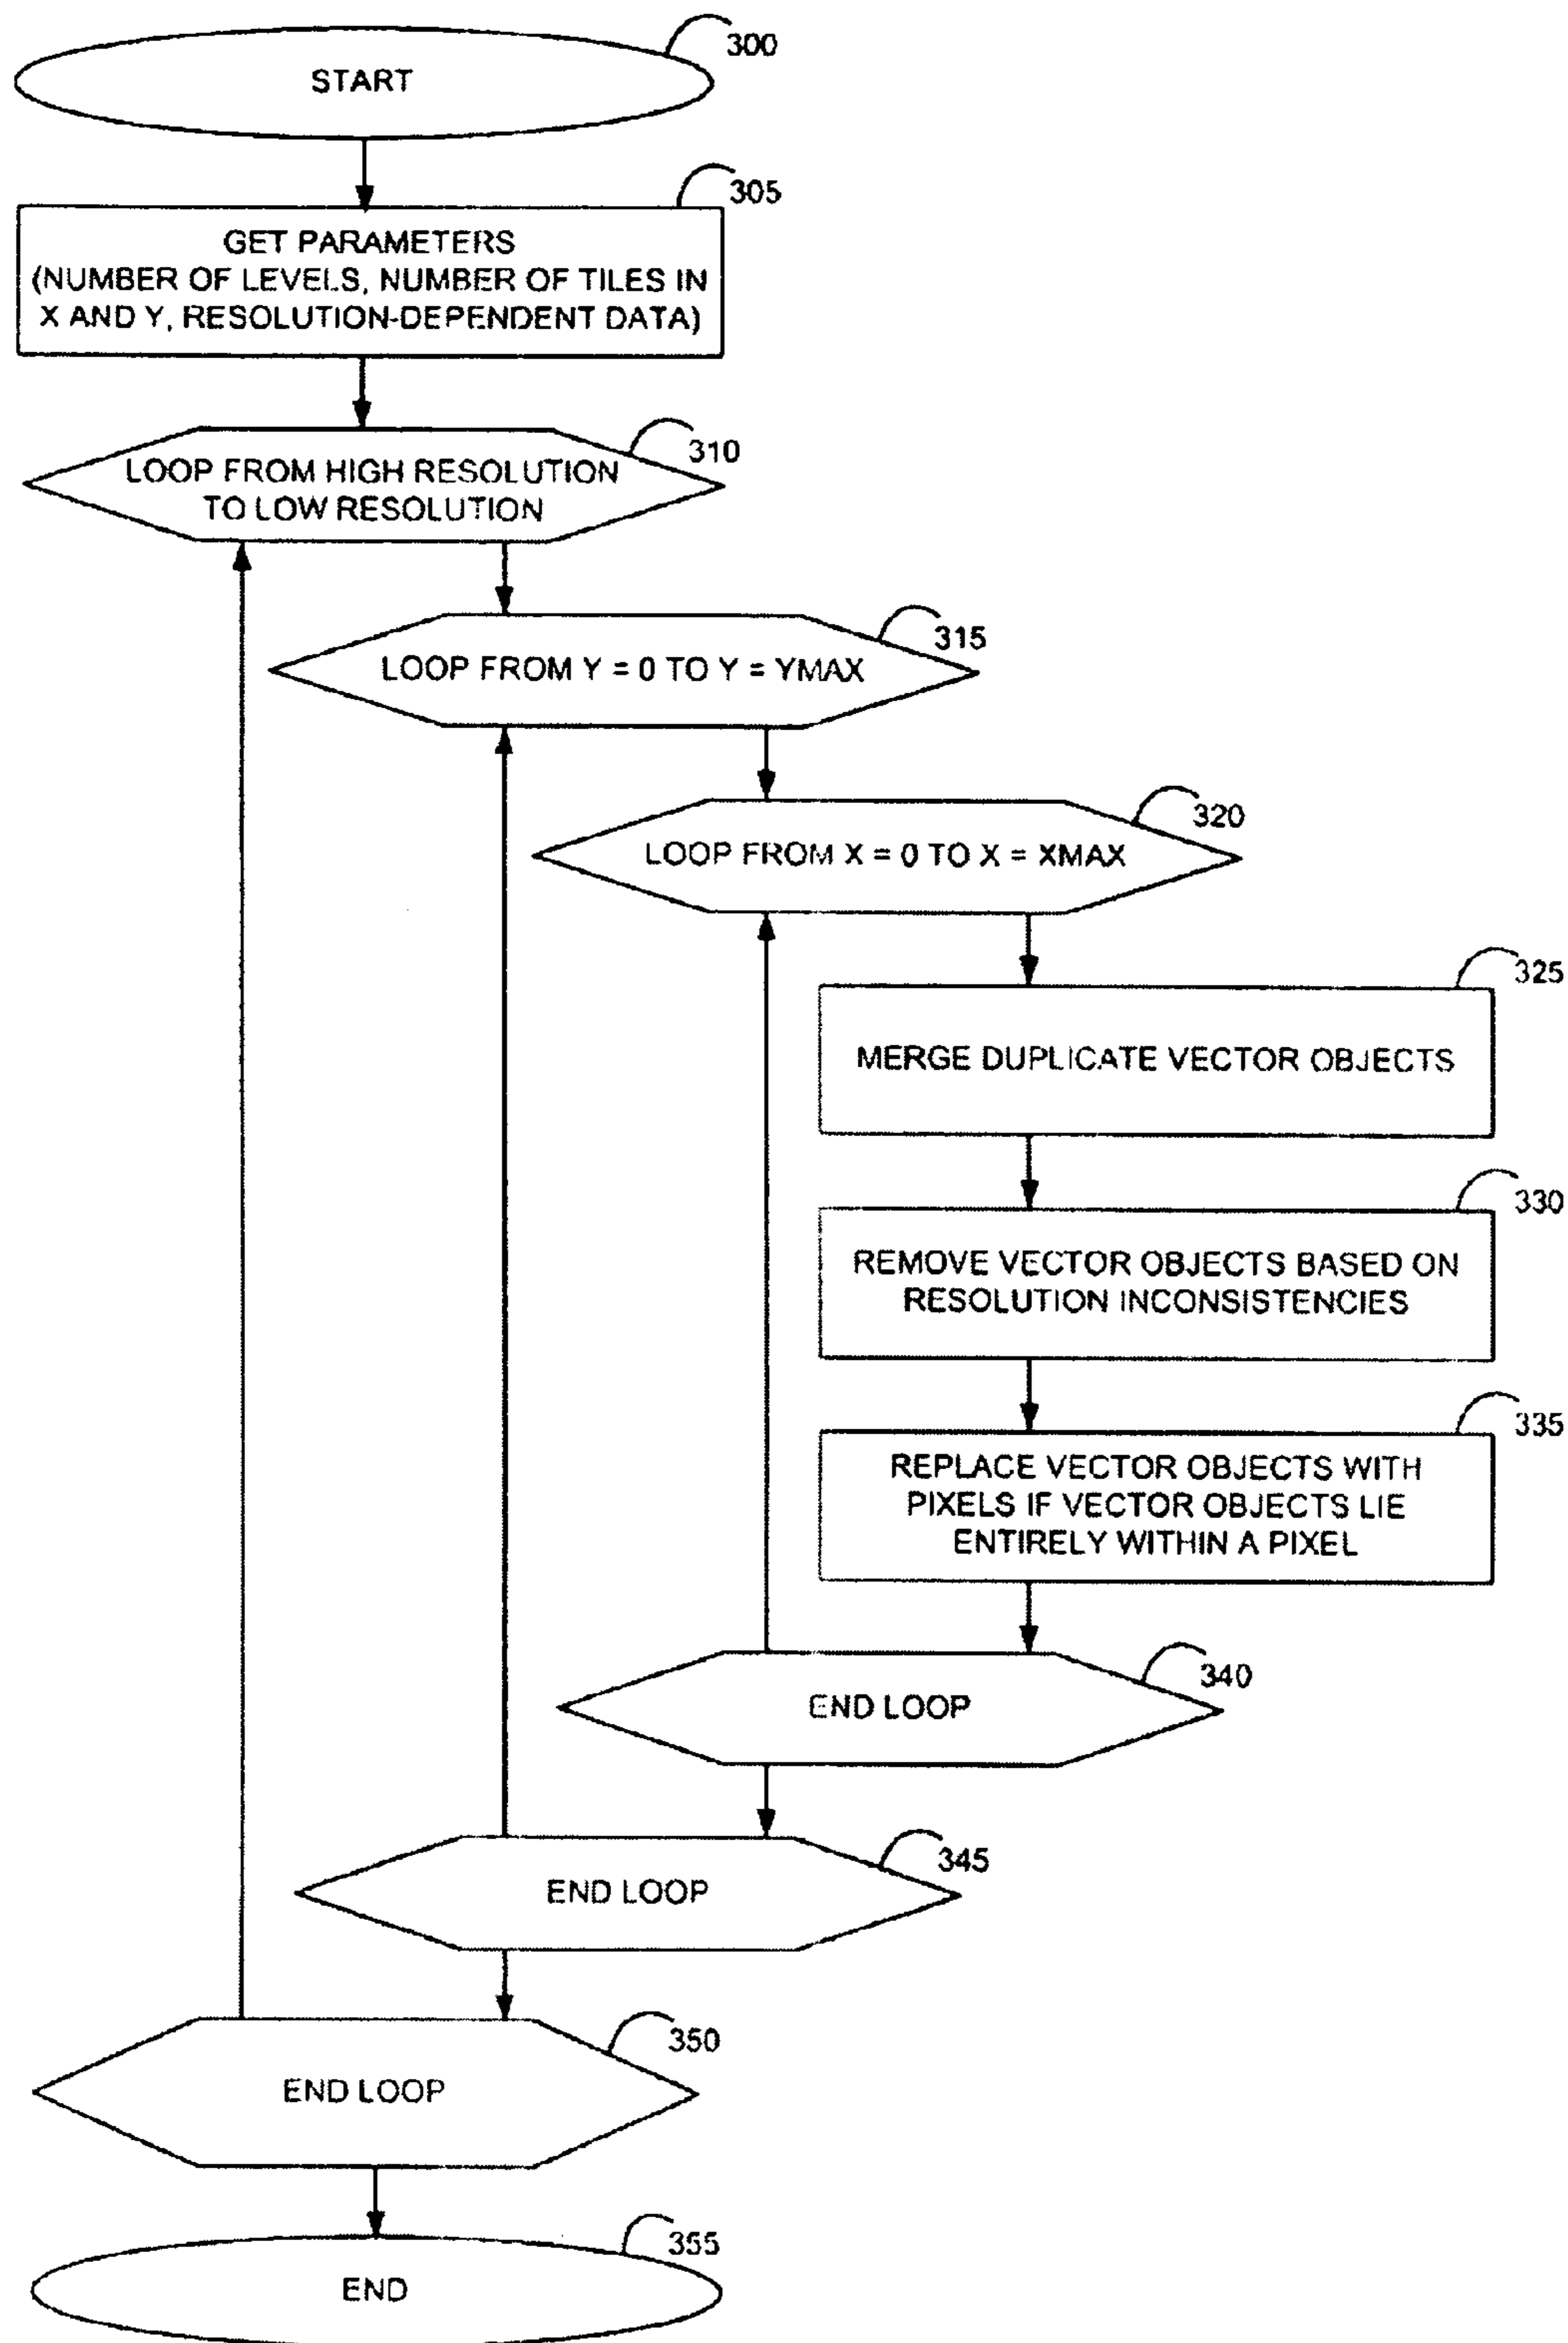 300
START
305
GET PARAMETERS
(NUMBER OF LEVELS, NUMBER OF TILES IN
X AND Y, RESOLUTION-DEPENDENT DATA)
310
LOOP FROM HIGH RESOLUTION
TO LOW RESOLUTION
315
LOOP FROM Y = 0 TO Y = YMAX
320
LOOP FROM X = 0 TO X = XMAX
325
MERGE DUPLICATE VECTOR OBJECTS
330
REMOVE VECTOR OBJECTS BASED ON
RESOLUTION INCONSISTENCIES
335
REPLACE VECTOR OBJECTS WITH
PIXELS IF VECTOR OBJECTS LIE
ENTIRELY WITHIN A PIXEL
340
END LOOP
345
END LOOP
350
END LOOP
355
END